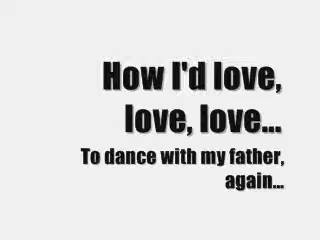 How I'd love,
love, love...
To dance with my father,
again...